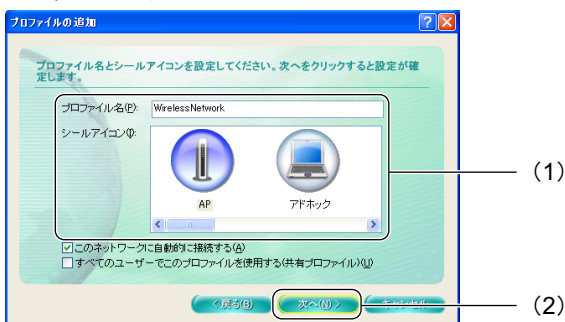 プロファイルの追加
プロファイル名とシールアイコンを設定してください。次へをクリックすると設定が確
定します。
プロファイル名(P):
WirelessNetwork
シールアイコン(I):
AP
アドホック
このネットワークに自動的に接続する(A)
すべてのユーザーでこのプロファイルを使用する(共有プロファイル)(U)
< 戻る(B)
次へ(N) >
キャンセル
(1)
(2)